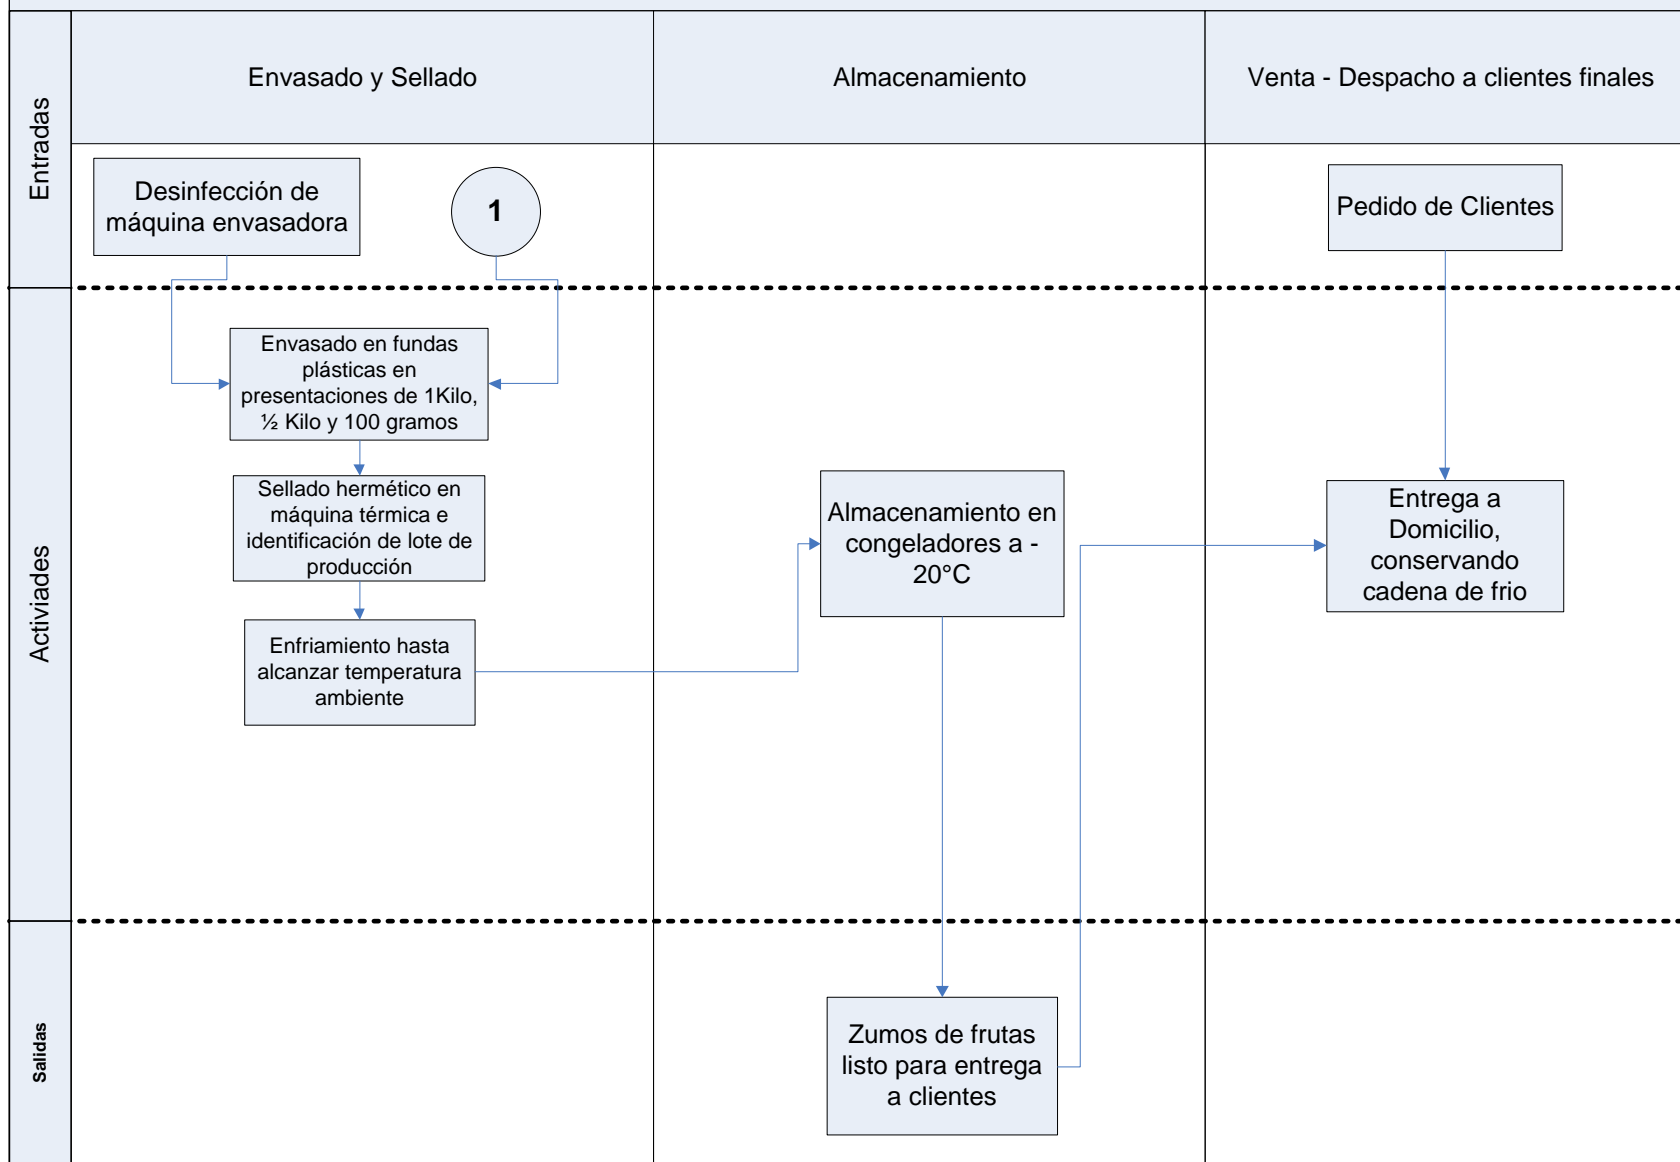 Envasado y Sellado
Almacenamiento
Venta - Despacho a clientes finales
Entradas
Desinfección de
máquina envasadora
1
Pedido de Clientes
Activiades
Envasado en fundas
plásticas en
presentaciones de 1Kilo,
½ Kilo y 100 gramos
Sellado hermético en
máquina térmica e
identificación de lote de
producción
Enfriamiento hasta
alcanzar temperatura
ambiente
Almacenamiento en
congeladores a -
20°C
Entrega a
Domicilio,
conservando
cadena de frio
Salidas
Zumos de frutas
listo para entrega
a clientes